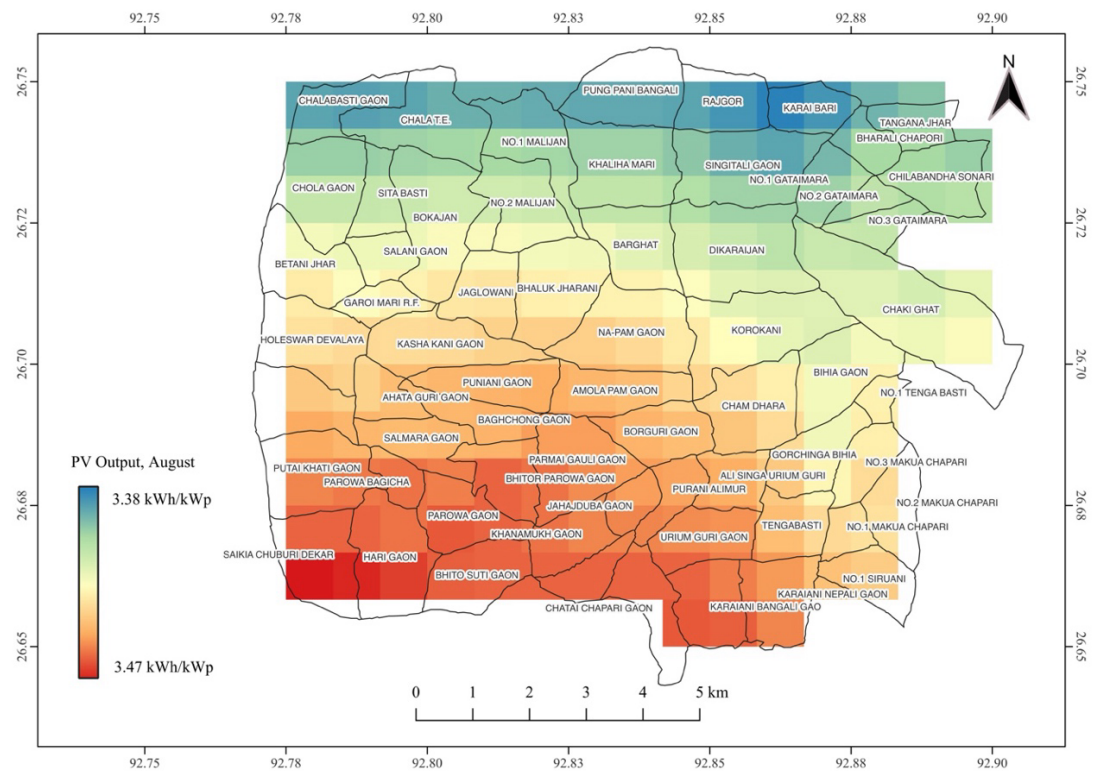 92.75 92.78 92.80 92.83 92.85 92.88 92.90
N
26.75 26.75
PUNG PANI BANGALI
CHALABASTI GAON RAJGOR KARAI BARI
CHALA T.E. TANGANA JHAR
BHARALI CHAPORI
NO.1 MALIJAN
KHALIHA MARI SINGITALI GAON
CHILABANDHA SONARI
NO.1 GATAIMARA
CHOLA GAON SITA BASTI
NO.2 GATAIMARA
NO.2 MALIJAN
BOKAJAN NO.3 GATAIMARA
26.72 26.72
BARGHAT DIKARAIJAN
SALANI GAON
BETANI JHAR
JAGLOWANI BHALUK JHARANI
GAROI MARI R.F.
CHAKI GHAT
KOROKANI
NA-PAM GAON
HOLESWAR DEVALAYA KASHA KANI GAON
26.70 26.70
BIHIA GAON
PUNIANI GAON
AMOLA PAM GAON NO.1 TENGA BASTI
AHATA GURI GAON
CHAM DHARA
BAGHCHONG GAON
BORGURI GAON
SALMARA GAON
GORCHINGA BIHIA
PARMAI GAULI GAON NO.3 MAKUA CHAPARI
PV Output, August
PUTAI KHATI GAON
ALI SINGA URIUM GURI
BHITOR PAROWA GAON
PAROWA BAGICHA
PURANI ALIMUR
3.38 kWh/kWp
26.68 26.68
NO.2 MAKUA CHAPARI
JAHAJDUBA GAON
PAROWA GAON
TENGABASTI NO.1 MAKUA CHAPARI
KHANAMUKH GAON
URIUM GURI GAON
SAIKIA CHUBURI DEKAR HARI GAON
BHITO SUTI GAON
NO.1 SIRUANI
KARAIANI NEPALI GAON
CHATAI CHAPARI GAON KARAIANI BANGALI GAO
26.65 26.65
3.47 kWh/kWp
0 1 2 3 4 5 km
92.75 92.78 92.80 92.83 92.85 92.88 92.90